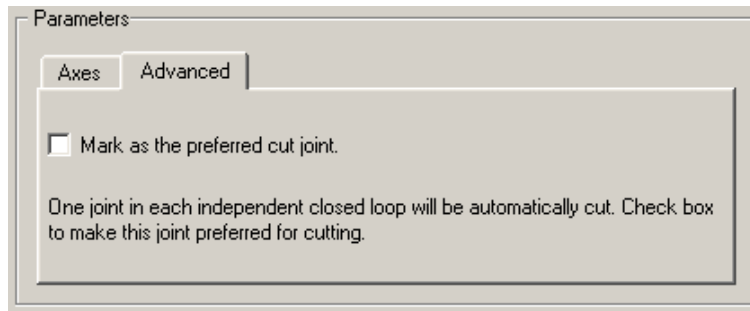 Parameters
Axes Advanced
Mark as the preferred cut joint.
One joint in each independent closed loop will be automatically cut. Check box
to make this joint preferred for cutting.